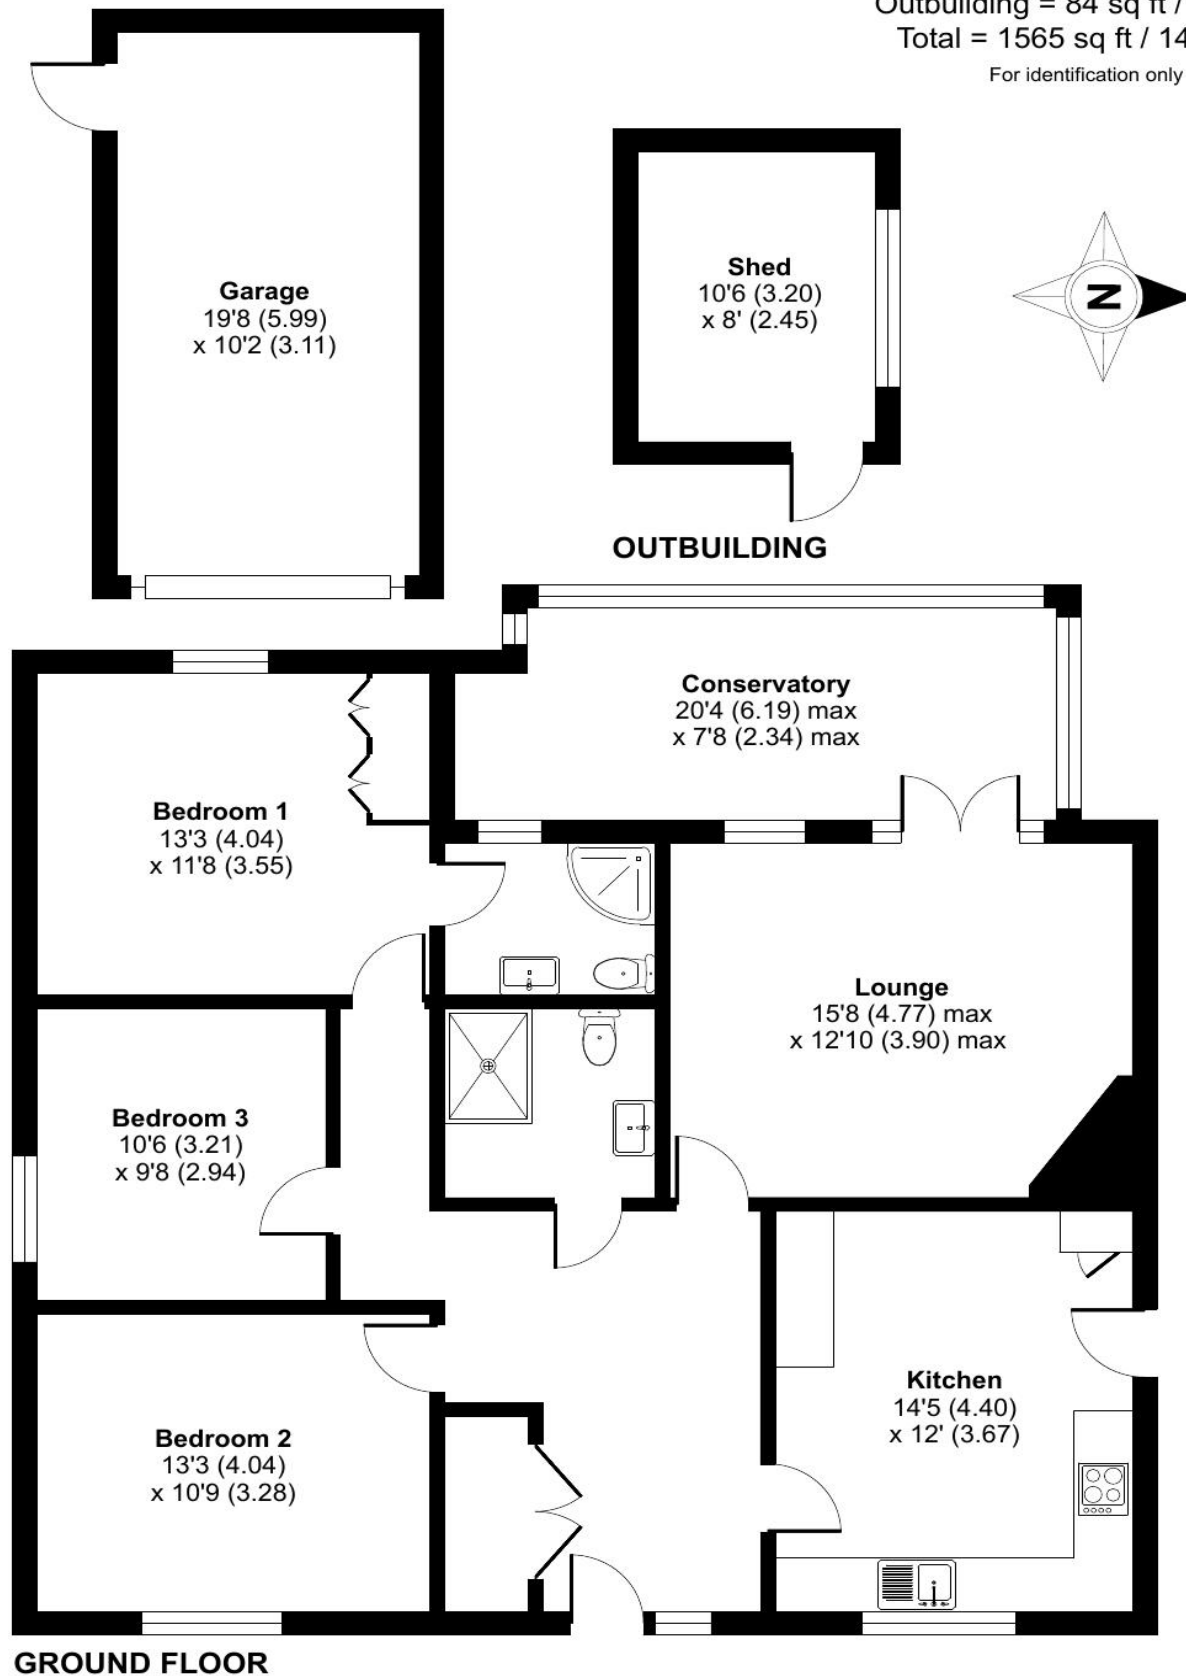 Outbuilding = 84 sq ft /
Total = 1565 sq ft / 14
For identification only
Garage
19'8 (5.99)
x 10'2 (3.11)
Shed
10'6 (3.20)
x 8' (2.45)
N
OUTBUILDING
Conservatory
20'4 (6.19) max
x 7'8 (2.34) max
Bedroom 1
13'3 (4.04)
x 11'8 (3.55)
Lounge
15'8 (4.77) max
x 12'10 (3.90) max
Bedroom 3
10'6 (3.21)
x 9'8 (2.94)
Kitchen
14'5 (4.40)
x 12' (3.67)
Bedroom 2
13'3 (4.04)
x 10'9 (3.28)
GROUND FLOOR